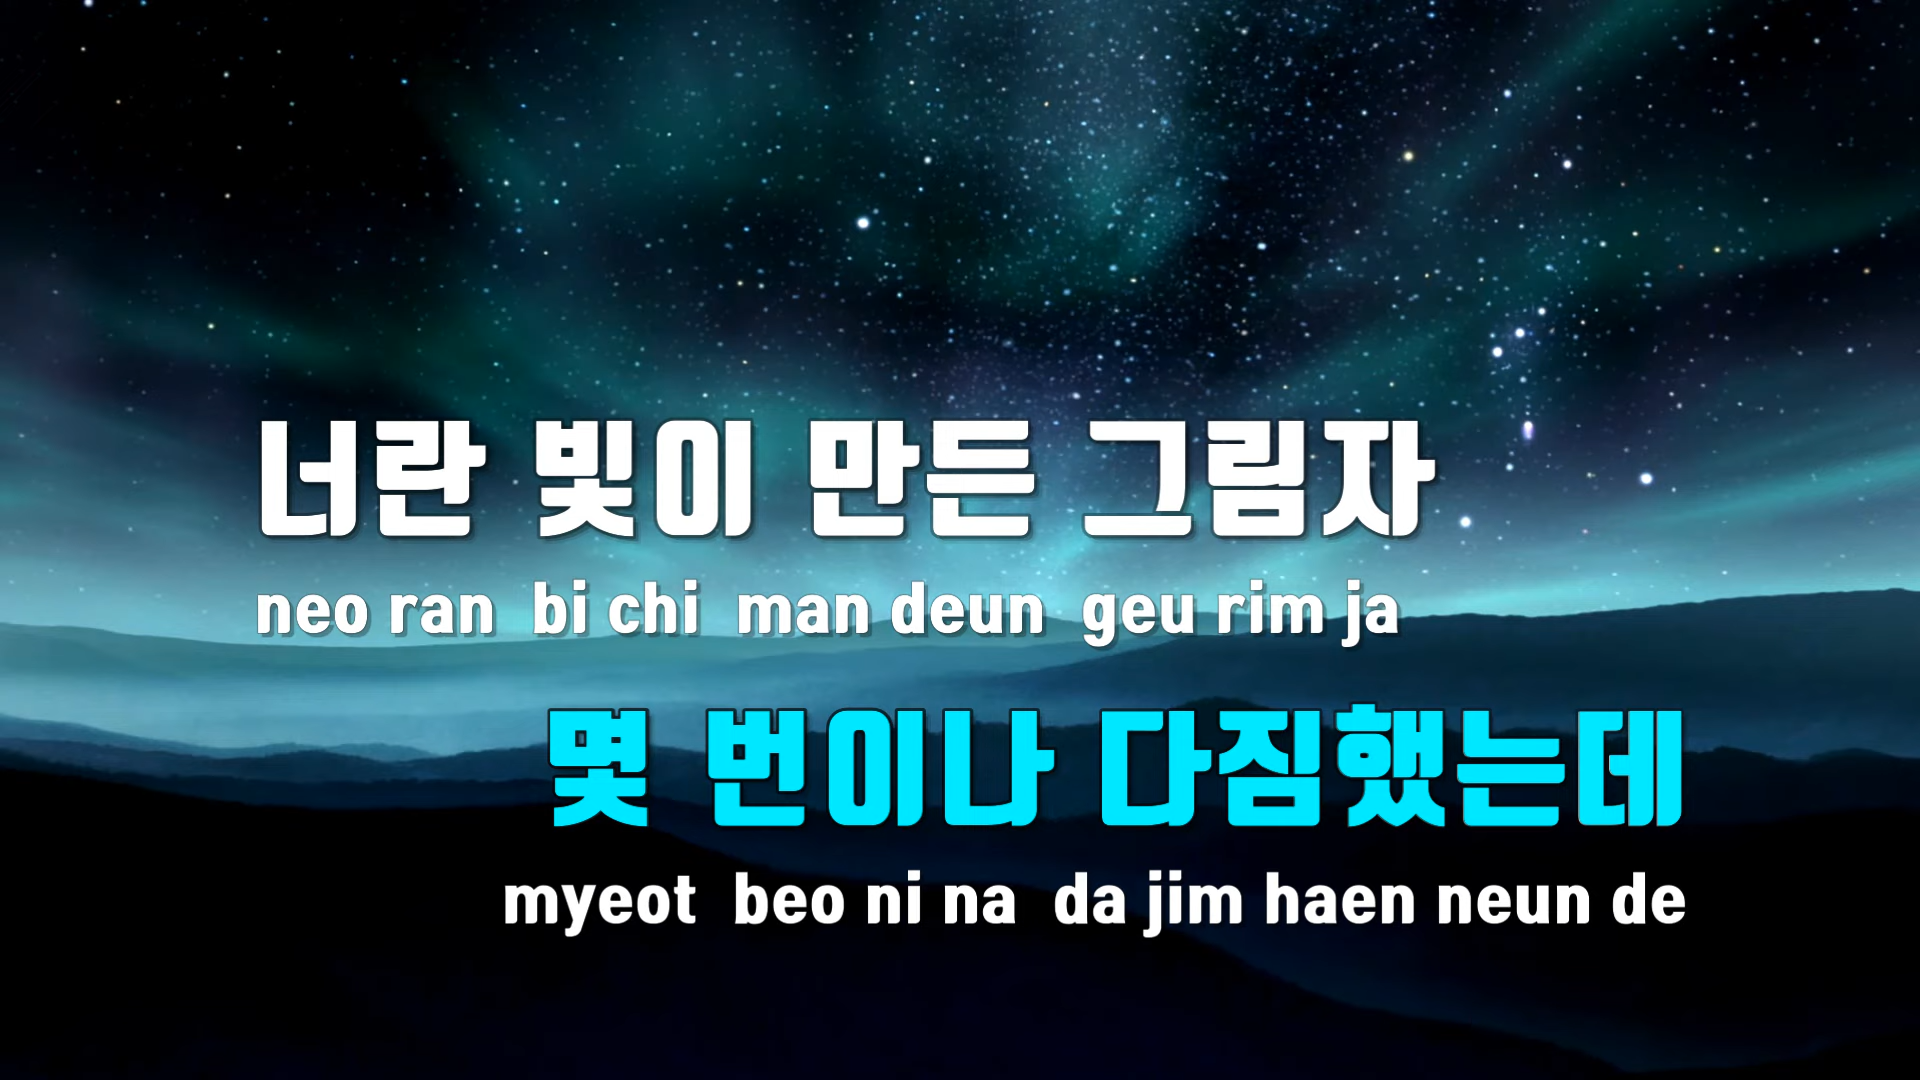 너란 빛이 만든 그림자
neo ran bi chi man deun geu rim ja
몇 번이나 다짐했는데
myeot beo ni na da jim haen neun de